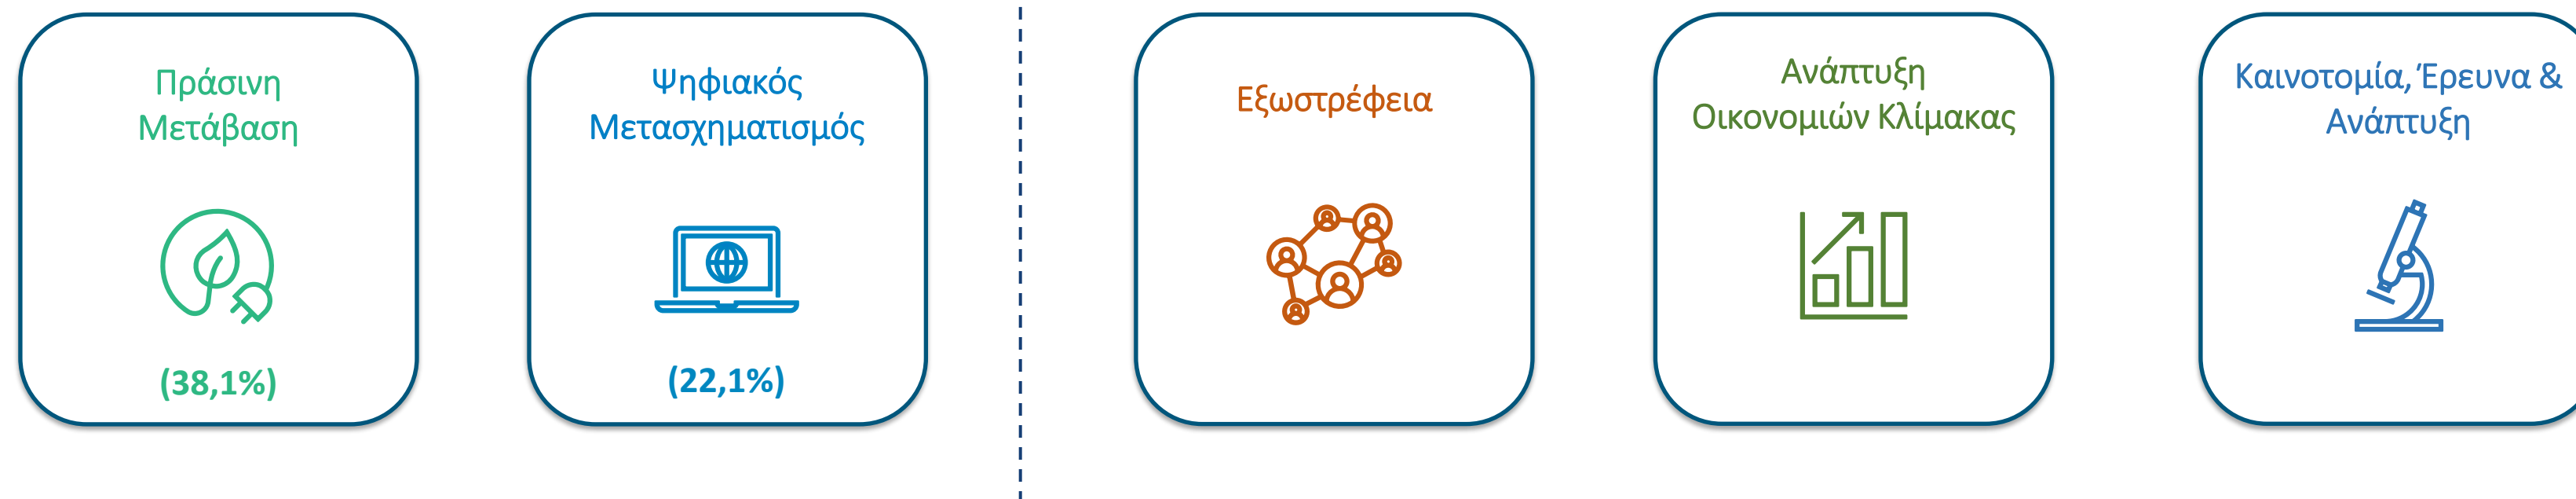 Πράσινη
Μετάβαση
(38,1%)
Ψηφιακός
Μετασχηματισμός
(22,1%)
Εξωστρέφεια
Ανάπτυξη
Οικονομιών Κλίμακας
Καινοτομία, Έρευνα &
Ανάπτυξη